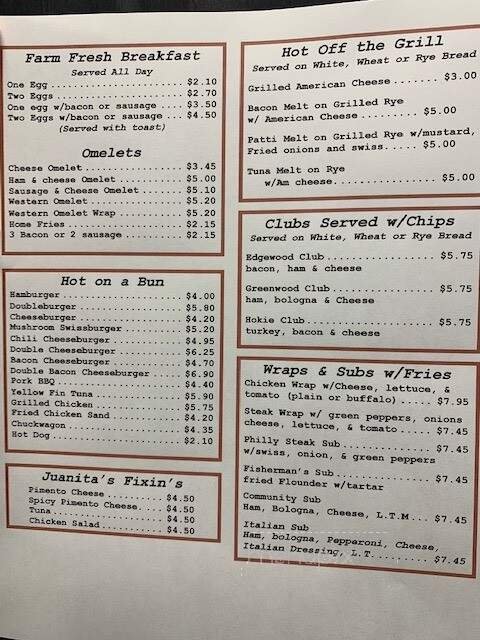 Farm Fresh Breakfast
Served All Day
One Egg ........................ $2.10
Two Eggs ....................... $2.70
One egg w/bacon or sausage .... $3.50
Two Eggs w/bacon or sausage ... $4.50
(Served with toast)
Omelets
Cheese Omelet .................. $3.45
Ham & cheese Omelet ........... $5.00
Sausage & Cheese Omelet ....... $5.10
Western Omelet ................. $5.20
Western Omelet Wrap ........... $5.20
Home Fries ..................... $2.15
3 Bacon or 2 sausage .......... $2.15
Hot on a Bun
Hamburger ...................... $4.00
Doubleburger ................... $5.80
Cheeseburger ................... $4.20
Mushroom Swissburger .......... $5.20
Chili Cheeseburger ............ $4.95
Double Cheeseburger ........... $6.25
Bacon Cheeseburger ............ $4.70
Double Bacon Cheeseburger ..... $6.90
Pork BBQ ....................... $4.40
Yellow Fin Tuna ................ $5.90
Grilled Chicken ................ $5.75
Fried Chicken Sand ............ $4.20
Chuckwagon ..................... $4.35
Hot Dog ........................ $2.10
Juanita's Fixin's
Pimento Cheese .......... $4.50
Spicy Pimento Cheese .... $4.50
Tuna .................... $4.50
Chicken Salad ........... $4.50
Hot Off the Grill
Served on White, Wheat or Rye Bread
Grilled American Cheese ....... $3.00
Bacon Melt on Grilled Rye
w/ American Cheese ......... $5.00
Patti Melt on Grilled Rye w/mustard,
Fried onions and swiss ..... $5.00
Tuna Melt on Rye
w/Am cheese ............... $5.00
Clubs Served w/Chips
Served on White, Wheat or Rye Bread
Edgewood Club ................. $5.75
bacon, ham & cheese
Greenwood Club ................ $5.75
ham, bologna & Cheese
Hokie Club .................... $5.75
turkey, bacon & cheese
Wraps & Subs w/Fries
Chicken Wrap w/Cheese, lettuce, &
tomato (plain or buffalo) ..... $7.95
Steak Wrap w/ green peppers, onions
cheese, lettuce, & tomato ..... $7.45
Philly Steak Sub .............. $7.45
w/swiss, onion, & green peppers
Fisherman's Sub ............... $7.45
fried Flounder w/tartar
Community Sub
Ham, Bologna, Cheese, L.T.M ... $7.45
Italian Sub
Ham, bologna, Pepperoni, Cheese,
Italian Dressing, L.T. ........ $7.45